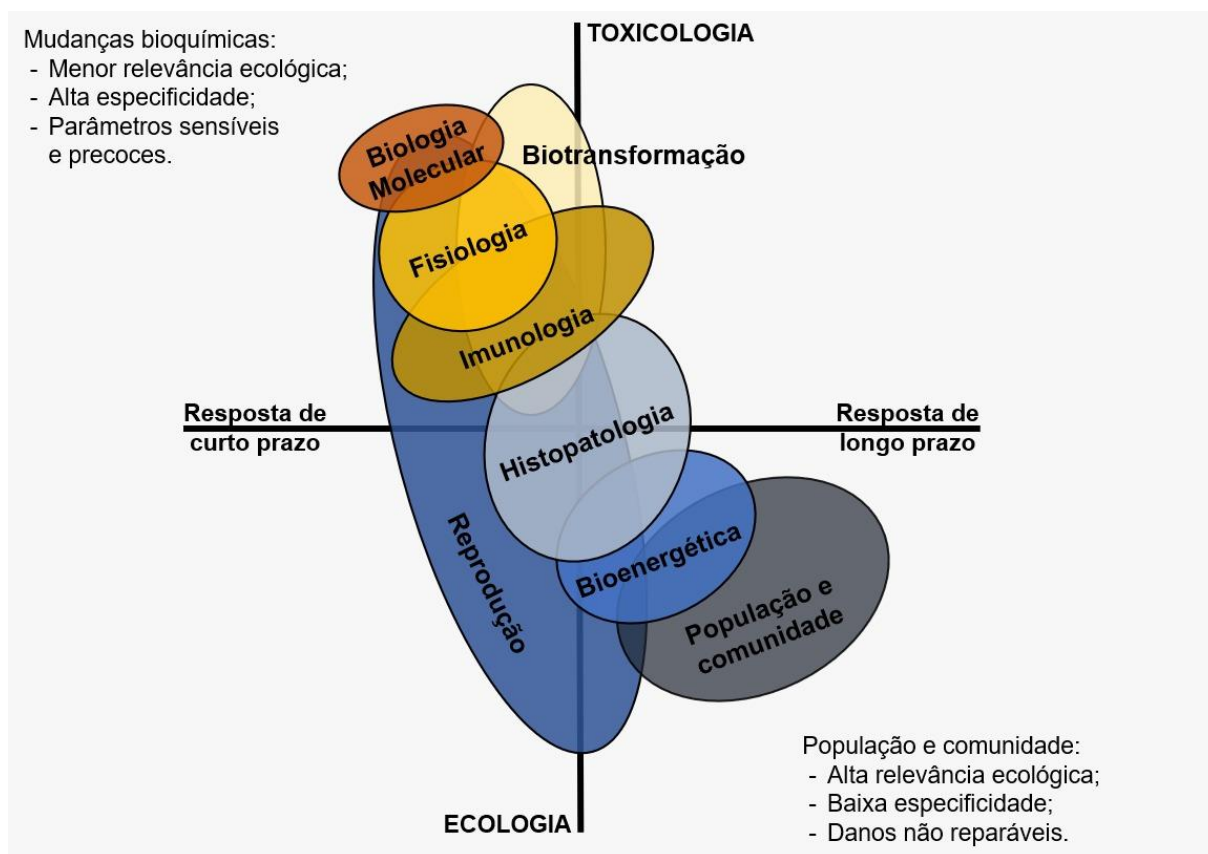 Mudanças bioquímicas:
- Menor relevância ecológica;
- Alta especificidade;
- Parâmetros sensíveis
e precoces.
TOXICOLOGIA
Biologia
Molecular
Biotransformação
Fisiologia
Imunologia
Resposta de
curto prazo
Resposta de
longo prazo
Histopatologia
Reprodução
Bioenergética
População e
comunidade
População e comunidade:
- Alta relevância ecológica;
- Baixa especificidade;
- Danos não reparáveis.
ECOLOGIA